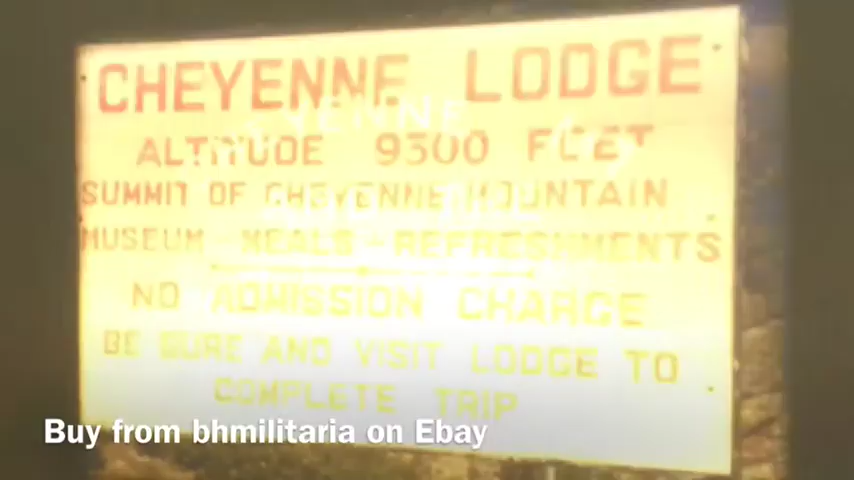 CHEYENNE LODGE
ALTITUDE 9300 FEET
SUMMIT OF CHEYENNE MOUNTAIN
MUSEUM - MEALS - REFRESHMENTS
NO ADMISSION CHARGE
BE SURE AND VISIT LODGE TO
COMPLETE TRIP
Buy from bhmilitaria on Ebay